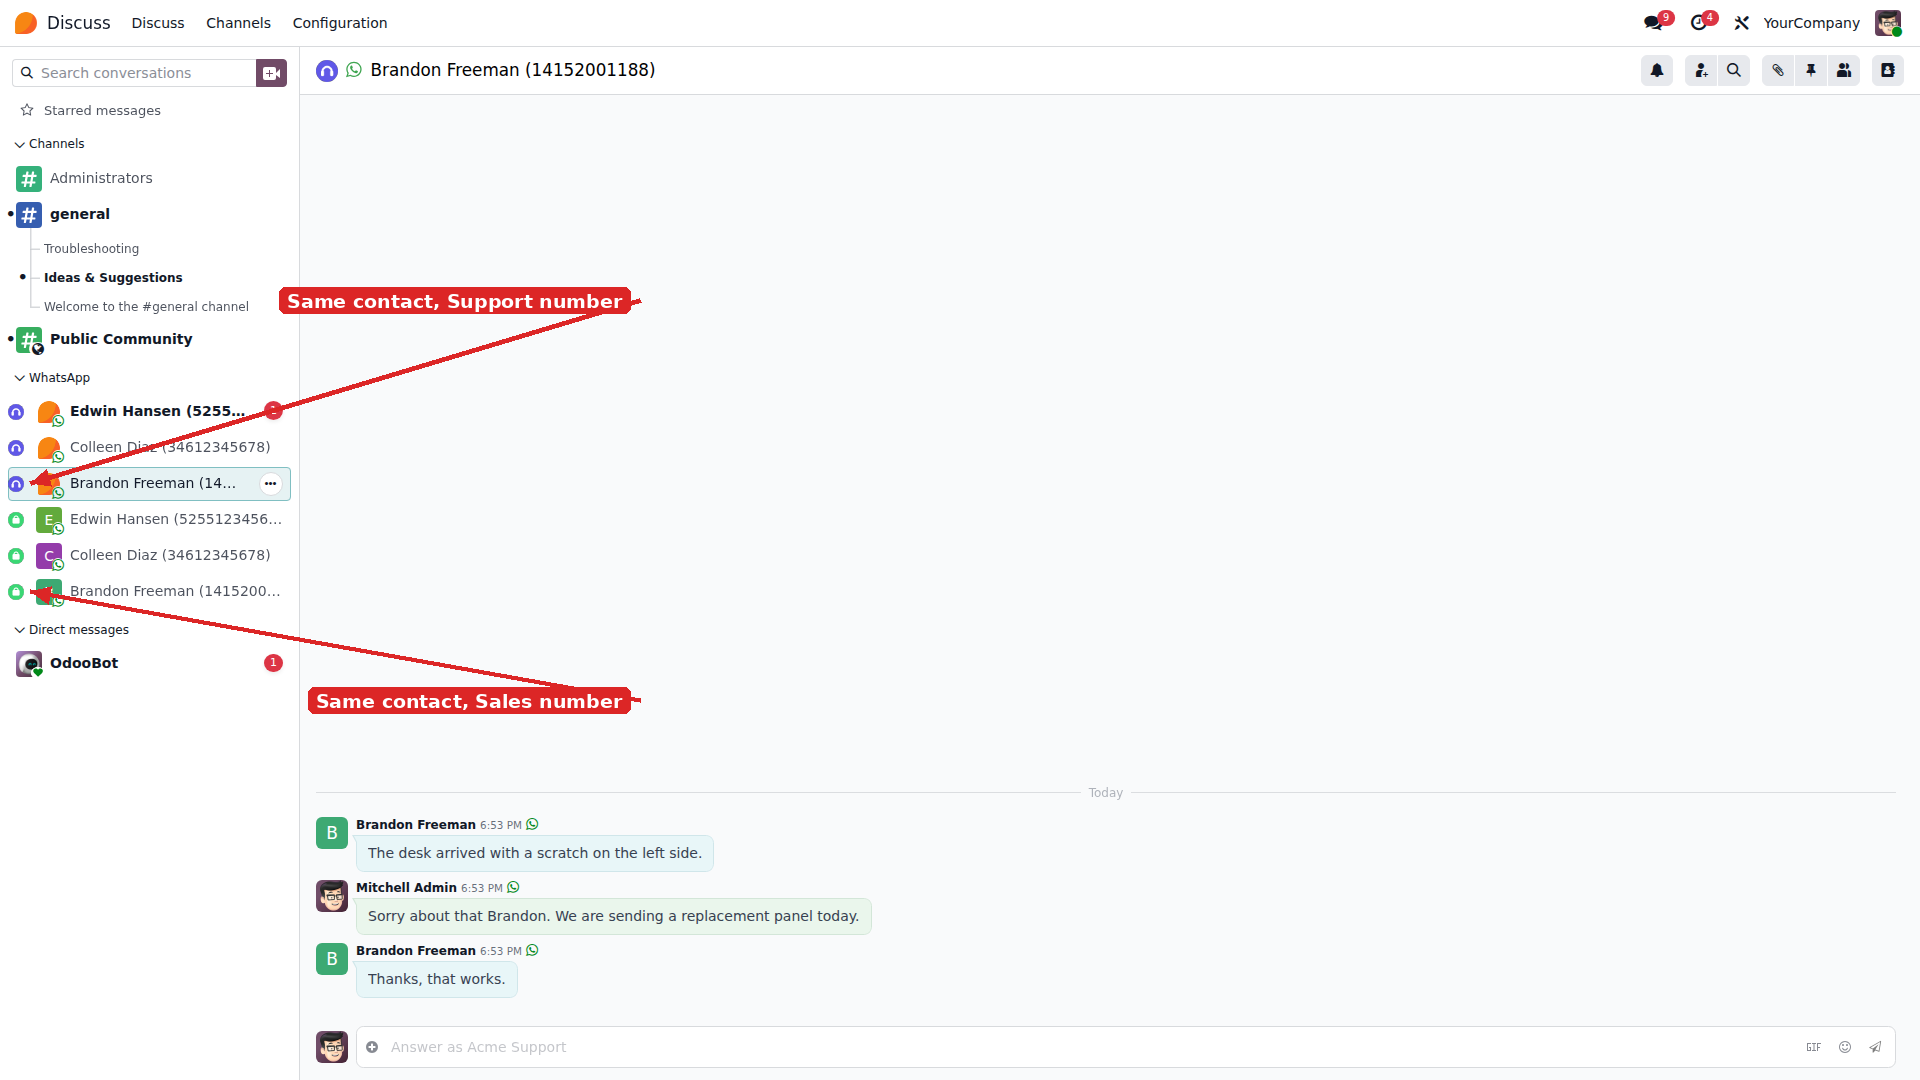 Discuss Discuss Channels Configuration 9 4 YourCompany
Search conversations
Brandon Freeman (14152001188)
Starred messages
Channels
Administrators
general
Troubleshooting
Ideas & Suggestions
Welcome to the #general channel
Public Community
WhatsApp
Edwin Hansen (5255…
Colleen Diaz (34612345678)
Brandon Freeman (14…
Edwin Hansen (5255123456…
Colleen Diaz (34612345678)
Brandon Freeman (1415200…
Direct messages
OdooBot 1
Same contact, Support number
Same contact, Sales number
Today
B
Brandon Freeman 6:53 PM
The desk arrived with a scratch on the left side.
Mitchell Admin 6:53 PM
Sorry about that Brandon. We are sending a replacement panel today.
B
Brandon Freeman 6:53 PM
Thanks, that works.
Answer as Acme Support GIF
E
C